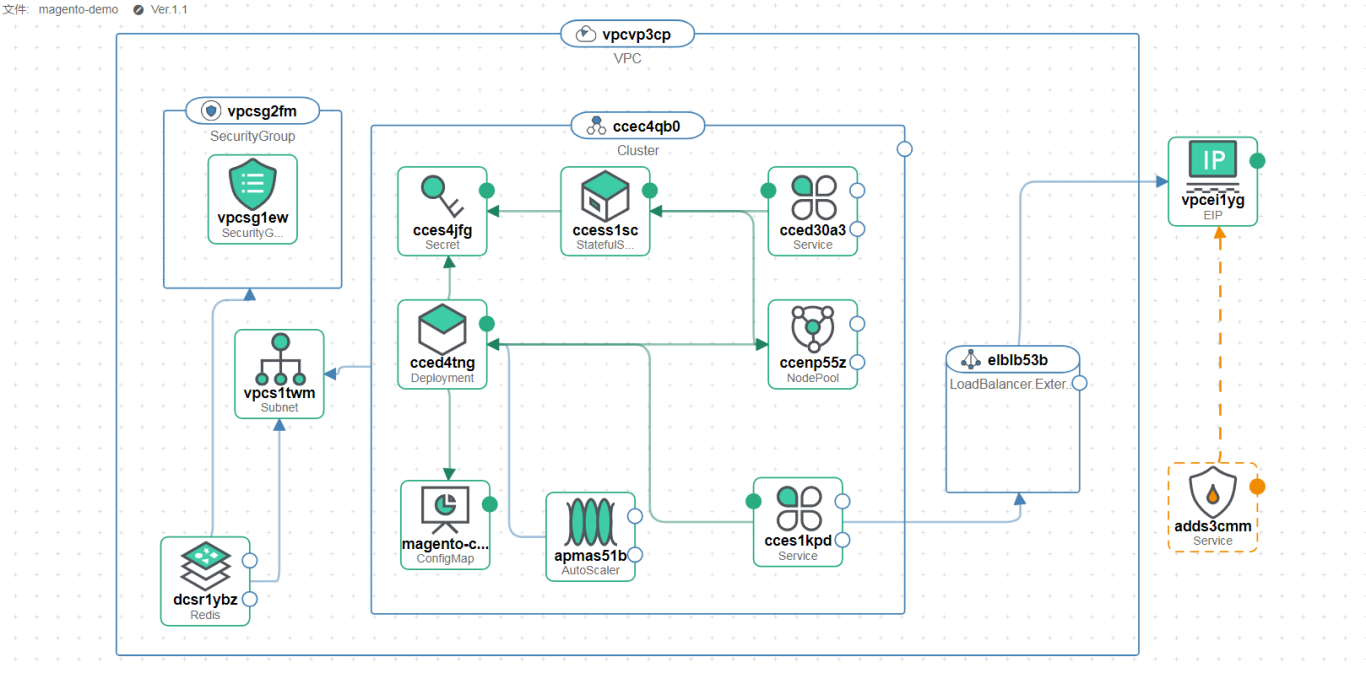 文件: magento-demo Ver.1.1
vpcvp3cp
VPC
vpcsg2fm
SecurityGroup
vpcsg1ew
SecurityG...
ccec4qb0
Cluster
cces4jfg
Secret
ccess1sc
StatefulS...
cced30a3
Service
IP
vpcei1yg
EIP
cced4tng
Deployment
ccenp55z
NodePool
elblb53b
LoadBalancer.Exter...
vpcs1twm
Subnet
magento-c...
ConfigMap
apmas51b
AutoScaler
cces1kpd
Service
adds3cmm
Service
dcsr1ybz
Redis